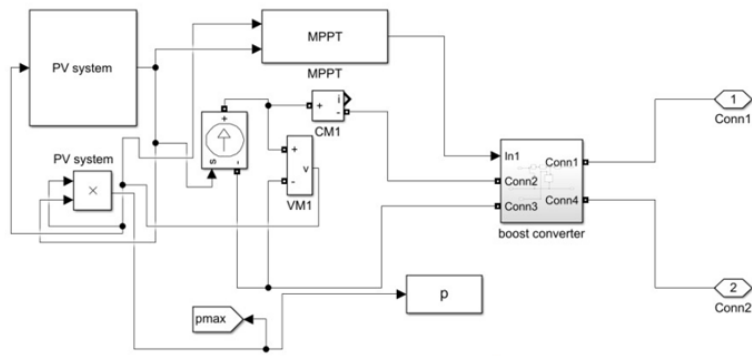 PV system
PV system
MPPT
MPPT
+
s
-
+
i
-
CM1
+
v
-
VM1
×
In1
Conn1
Conn2
Conn3
Conn4
boost converter
1
Conn1
2
Conn2
p
pmax